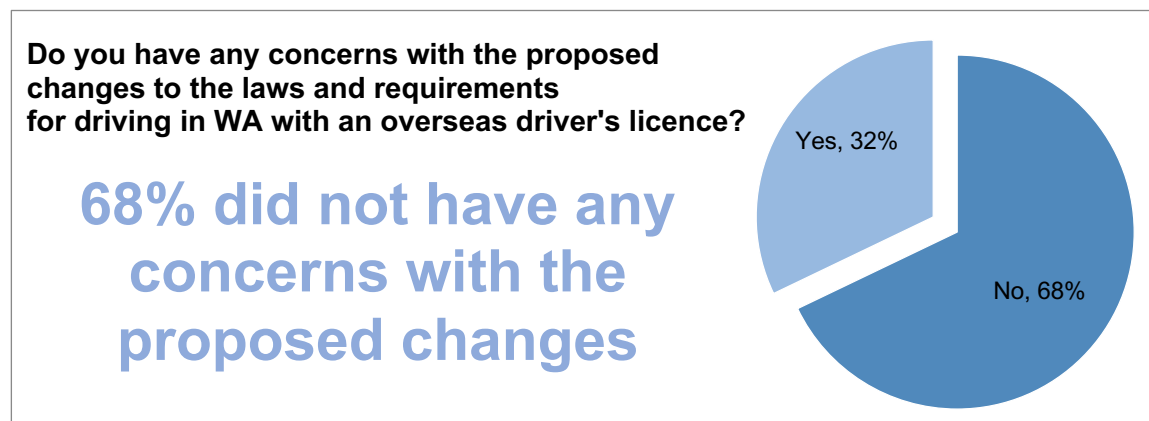 Do you have any concerns with the proposed
changes to the laws and requirements
for driving in WA with an overseas driver's licence?
68% did not have any
concerns with the
proposed changes
Yes, 32%
No, 68%